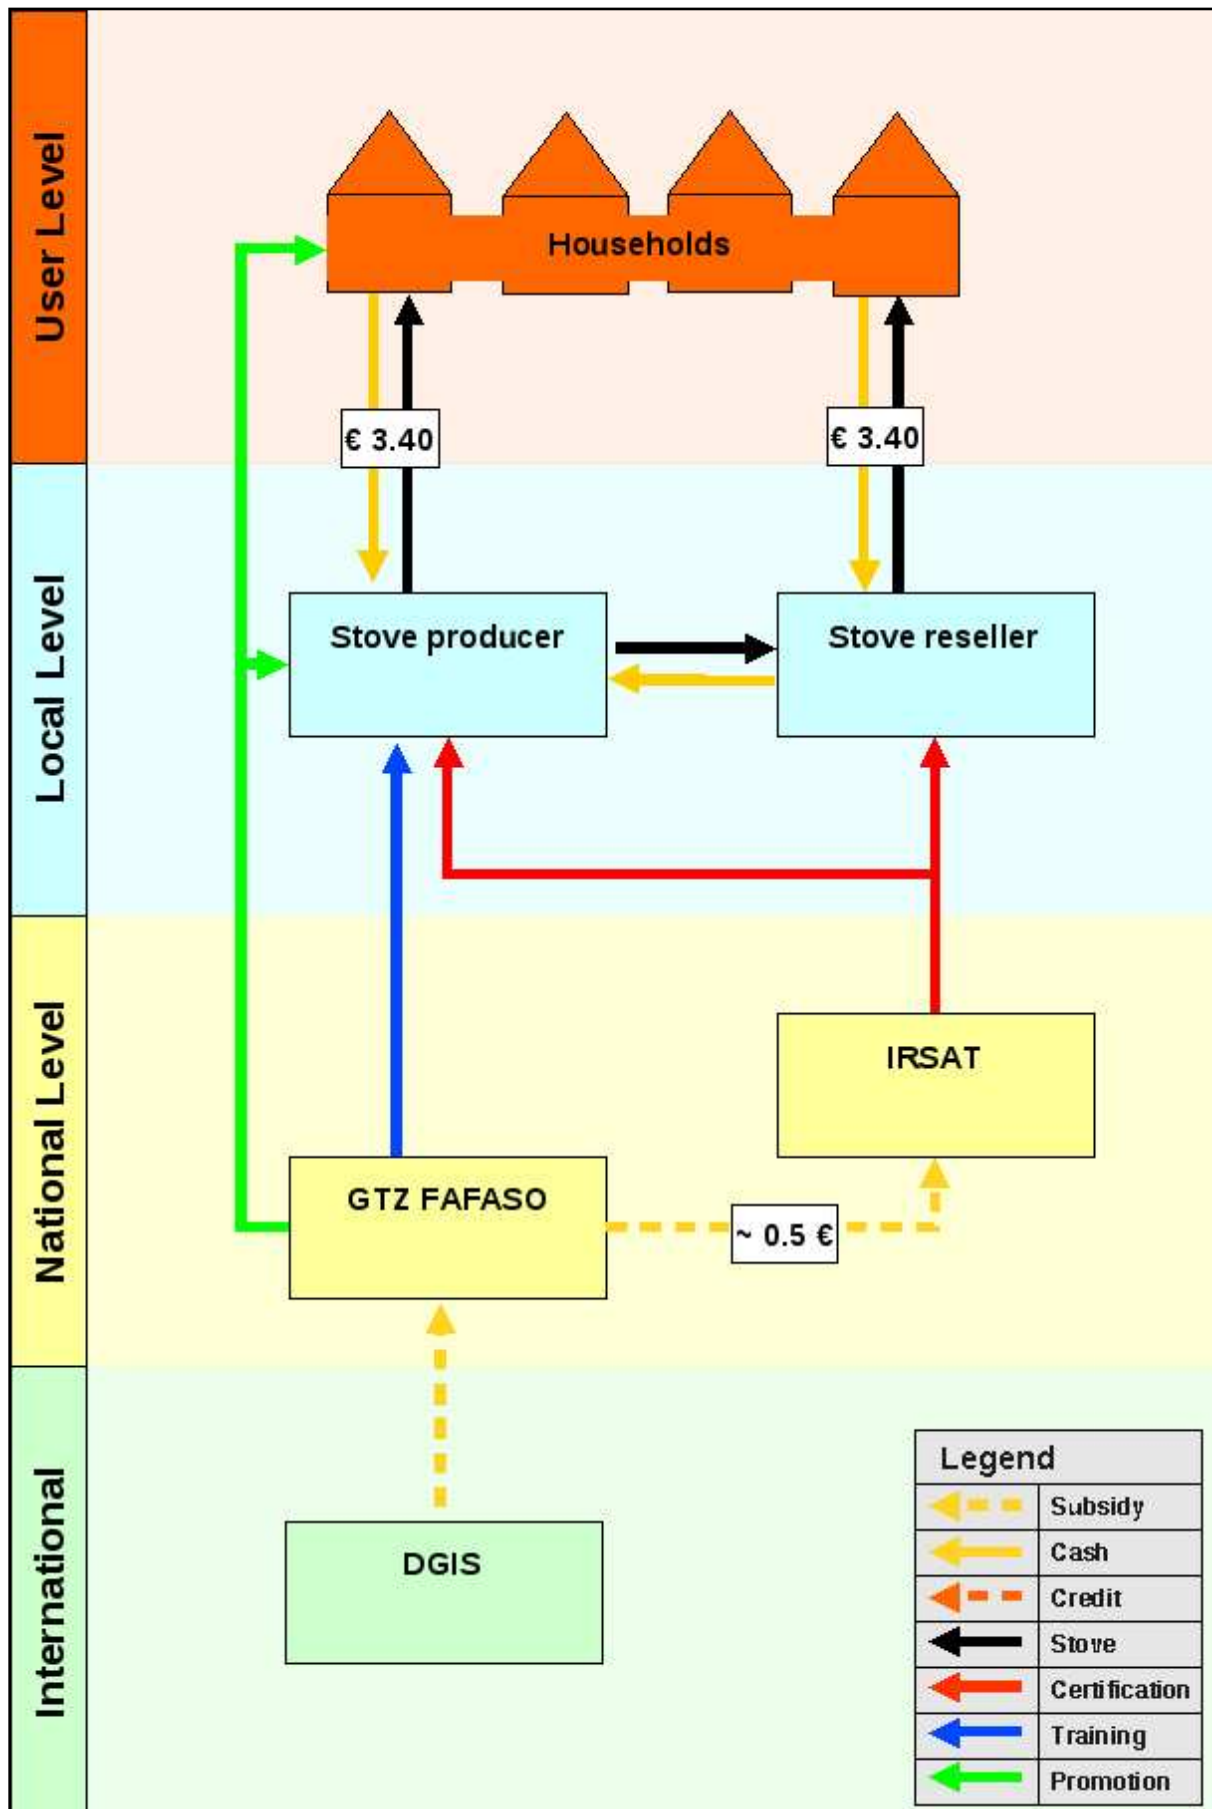 User Level
Households
€ 3.40
€ 3.40
Local Level
Stove producer
Stove reseller
National Level
IRSAT
GTZ FAFASO
~ 0.5 €
International
DGIS
Legend
Subsidy
Cash
Credit
Stove
Certification
Training
Promotion